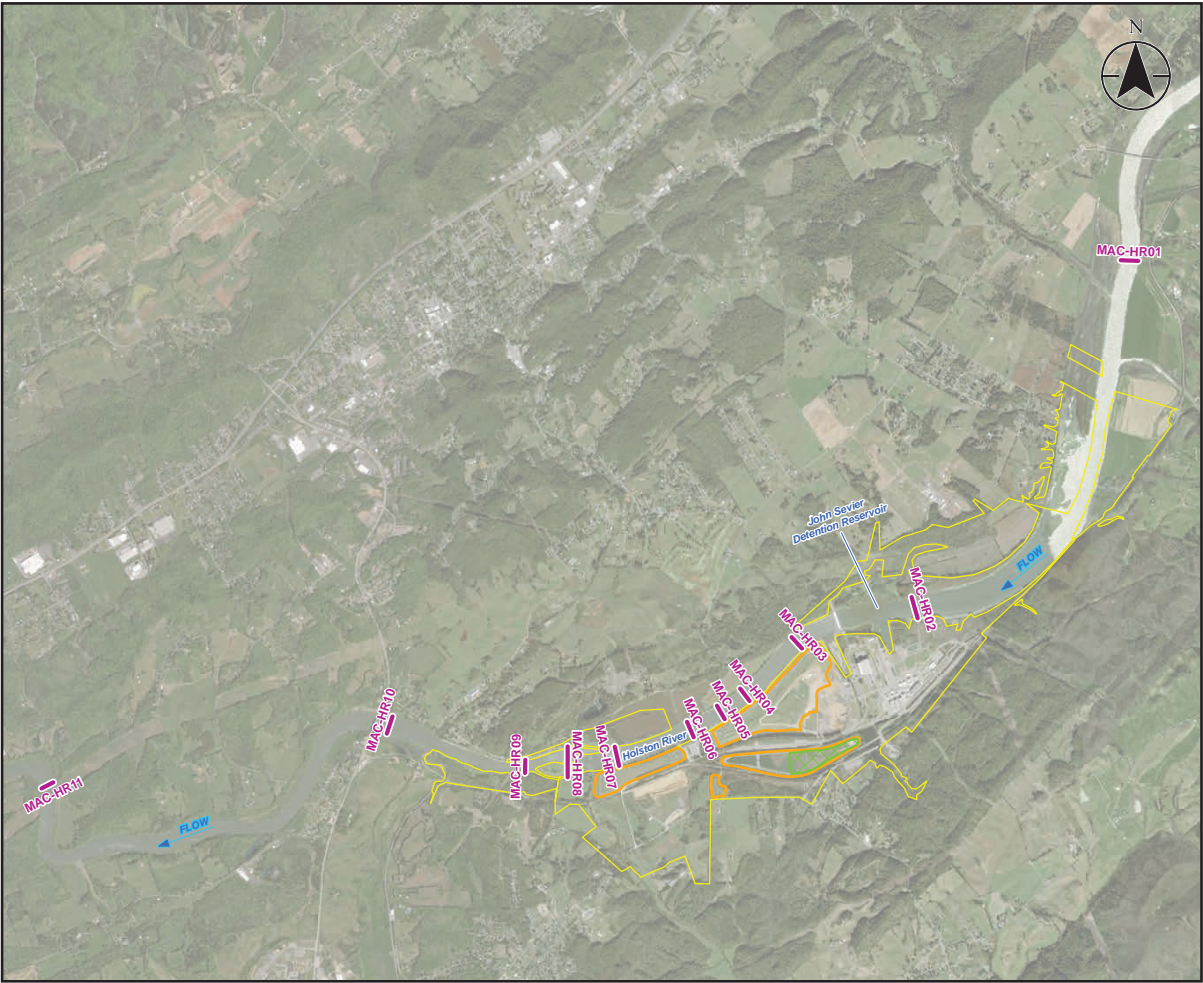 N
MAC-HR01
John Sevier
Detention Reservoir
FLOW
MAC-HR02
MAC-HR03
MAC-HR04
MAC-HR05
MAC-HR06
Holston River
MAC-HR07
MAC-HR08
MAC-HR09
MAC-HR10
MAC-HR11
FLOW